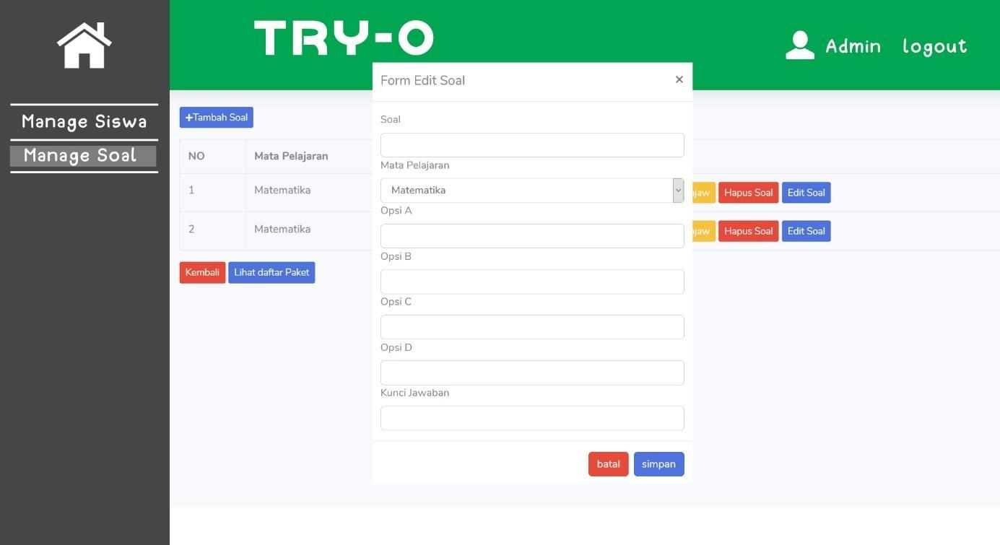 TRY-O
Admin
logout
Manage Siswa
Manage Soal
+Tambah Soal
NO
Mata Pelajaran
1
Matematika
Hapus Soal
Edit Soal
2
Matematika
Hapus Soal
Edit Soal
Kembali
Lihat daftar Paket
Form Edit Soal
×
Soal
Mata Pelajaran
Matematika
Opsi A
Opsi B
Opsi C
Opsi D
Kunci Jawaban
batal
simpan